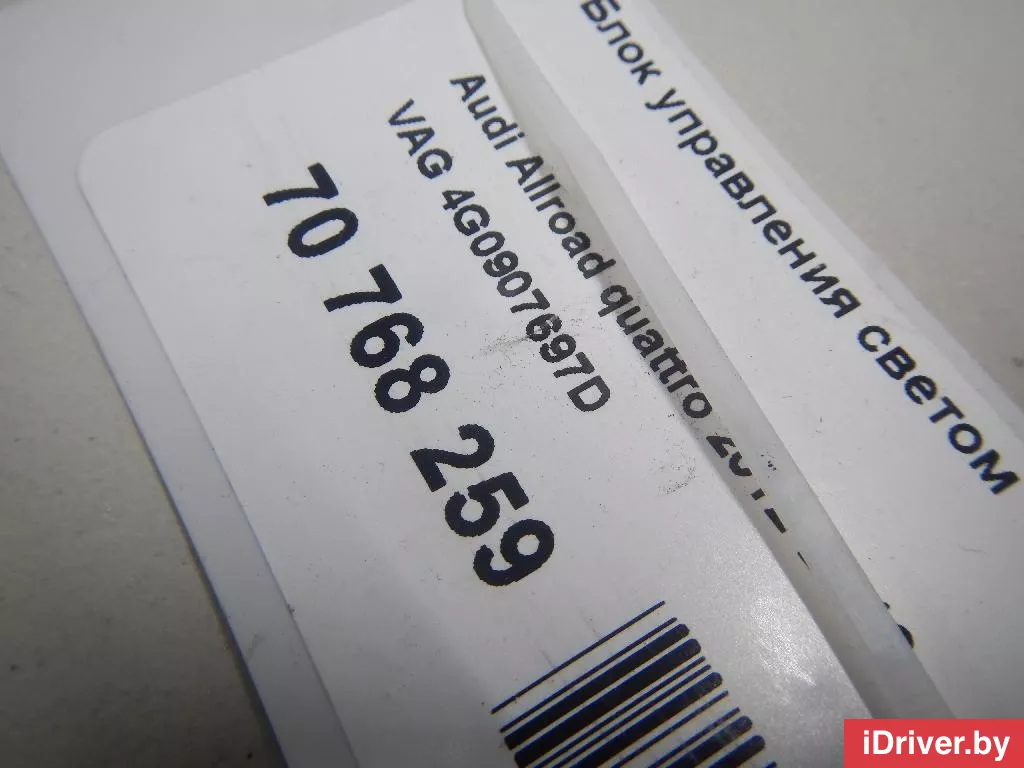 Блок управления светом
Audi Allroad quattro
VAG 4G0907697D
70 768 259
iDriver.by